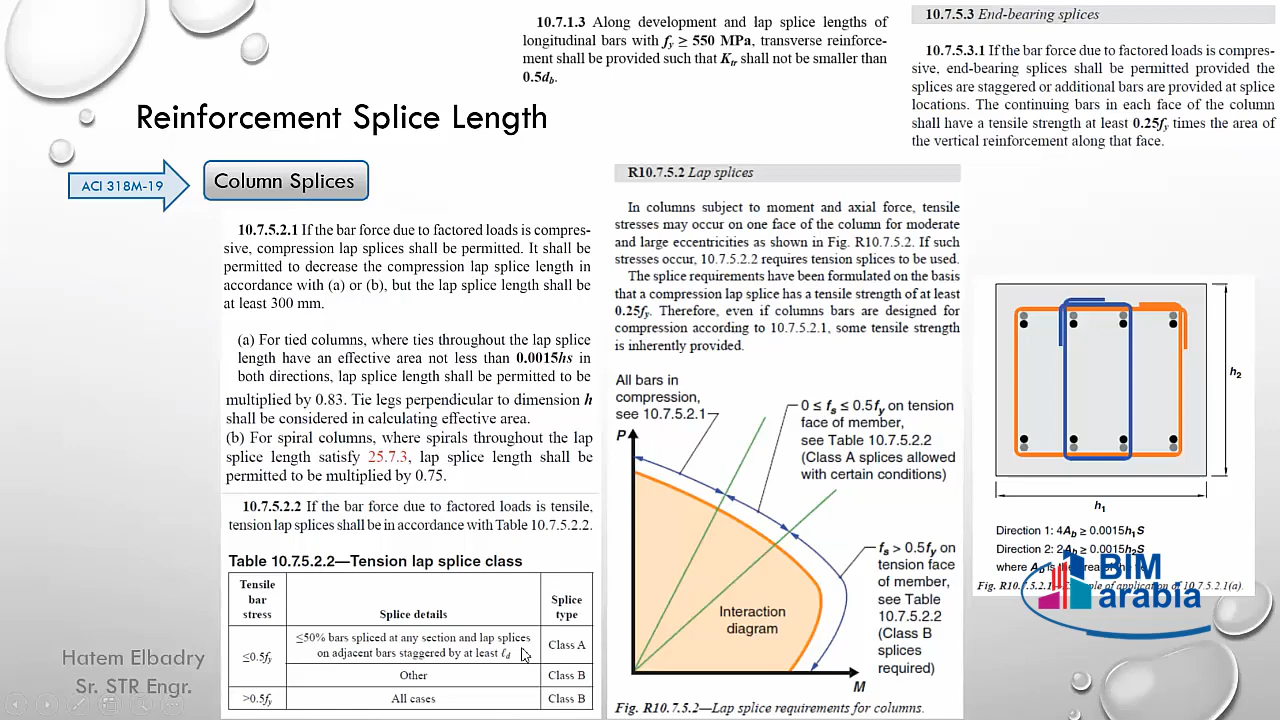 10.7.1.3 Along development and lap splice lengths of
longitudinal bars with fy ≥ 550 MPa, transverse reinforce-
ment shall be provided such that Ktr shall not be smaller than
0.5db.
10.7.5.3 End-bearing splices
10.7.5.3.1 If the bar force due to factored loads is compres-
sive, end-bearing splices shall be permitted provided the
splices are staggered or additional bars are provided at splice
locations. The continuing bars in each face of the column
shall have a tensile strength at least 0.25fy times the area of
the vertical reinforcement along that face.
Reinforcement Splice Length
ACI 318M-19
Column Splices
10.7.5.2.1 If the bar force due to factored loads is compres-
sive, compression lap splices shall be permitted. It shall be
permitted to decrease the compression lap splice length in
accordance with (a) or (b), but the lap splice length shall be
at least 300 mm.
(a) For tied columns, where ties throughout the lap splice
length have an effective area not less than 0.0015hs in
both directions, lap splice length shall be permitted to be
multiplied by 0.83. Tie legs perpendicular to dimension h
shall be considered in calculating effective area.
(b) For spiral columns, where spirals throughout the lap
splice length satisfy 25.7.3, lap splice length shall be
permitted to be multiplied by 0.75.
10.7.5.2.2 If the bar force due to factored loads is tensile,
tension lap splices shall be in accordance with Table 10.7.5.2.2.
Table 10.7.5.2.2—Tension lap splice class
Tensile
bar
stress
Splice details
Splice
type
≤0.5fy
≤50% bars spliced at any section and lap splices
on adjacent bars staggered by at least ℓd
Class A
Other
Class B
>0.5fy
All cases
Class B
R10.7.5.2 Lap splices
In columns subject to moment and axial force, tensile
stresses may occur on one face of the column for moderate
and large eccentricities as shown in Fig. R10.7.5.2. If such
stresses occur, 10.7.5.2.2 requires tension splices to be used.
The splice requirements have been formulated on the basis
that a compression lap splice has a tensile strength of at least
0.25fy. Therefore, even if columns bars are designed for
compression according to 10.7.5.2.1, some tensile strength
is inherently provided.
All bars in
compression,
see 10.7.5.2.1
P
0 ≤ fs ≤ 0.5fy on tension
face of member,
see Table 10.7.5.2.2
(Class A splices allowed
with certain conditions)
fs > 0.5fy on
tension face
of member,
see Table
10.7.5.2.2
(Class B
splices
required)
Interaction
diagram
M
Fig. R10.7.5.2—Lap splice requirements for columns.
h2
h1
Direction 1: 4Ab ≥ 0.0015h1S
Direction 2: 2Ab ≥ 0.0015h2S
where Ab is the area of the
Fig. R10.7.5.2.1—Example of application of 10.7.5.2.1(a).
BIM
arabia
Hatem Elbadry
Sr. STR Engr.